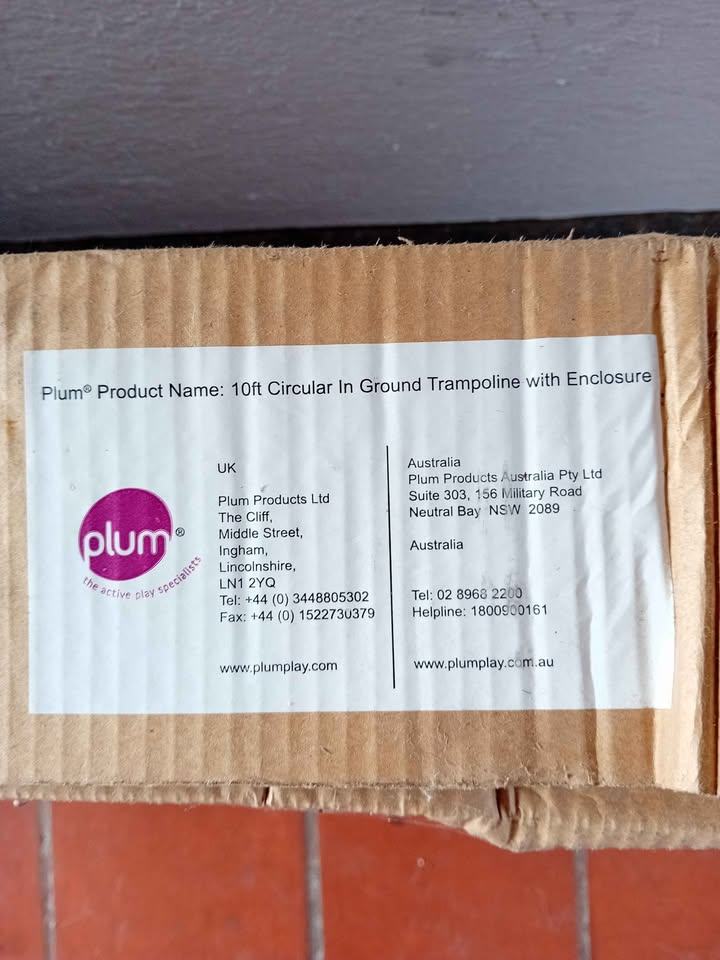 Plum® Product Name: 10ft Circular In Ground Trampoline with Enclosure
plum®
the active play specialists
UK
Plum Products Ltd
The Cliff,
Middle Street,
Ingham,
Lincolnshire,
LN1 2YQ
Tel: +44 (0) 3448805302
Fax: +44 (0) 1522730379
www.plumplay.com
Australia
Plum Products Australia Pty Ltd
Suite 303, 156 Military Road
Neutral Bay NSW 2089
Australia
Tel: 02 8968 2200
Helpline: 1800900161
www.plumplay.com.au